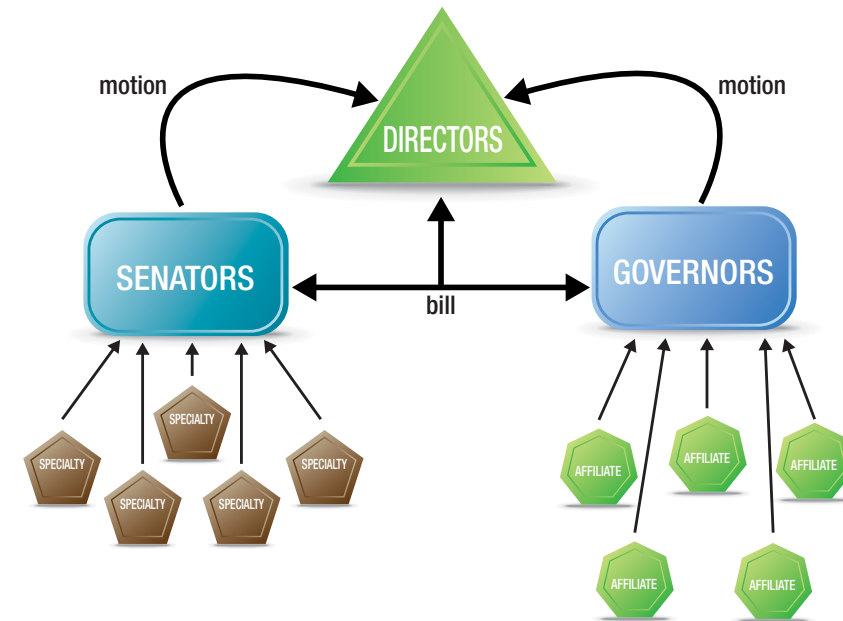 motion
motion
DIRECTORS
SENATORS
GOVERNORS
bill
SPECIALTY
SPECIALTY
SPECIALTY
SPECIALTY
SPECIALTY
AFFILIATE
AFFILIATE
AFFILIATE
AFFILIATE
AFFILIATE